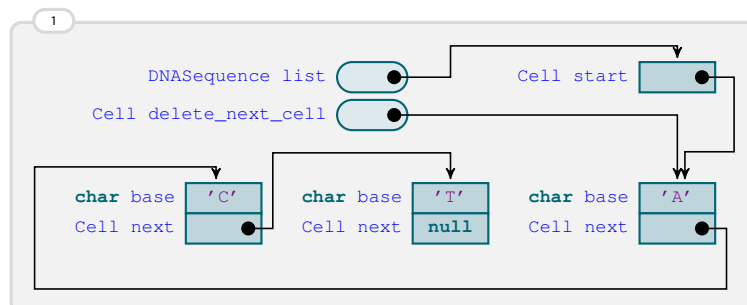 1
DNASequence list Cell start
Cell delete_next_cell
char base 'C' char base 'T' char base 'A'
Cell next Cell next null Cell next